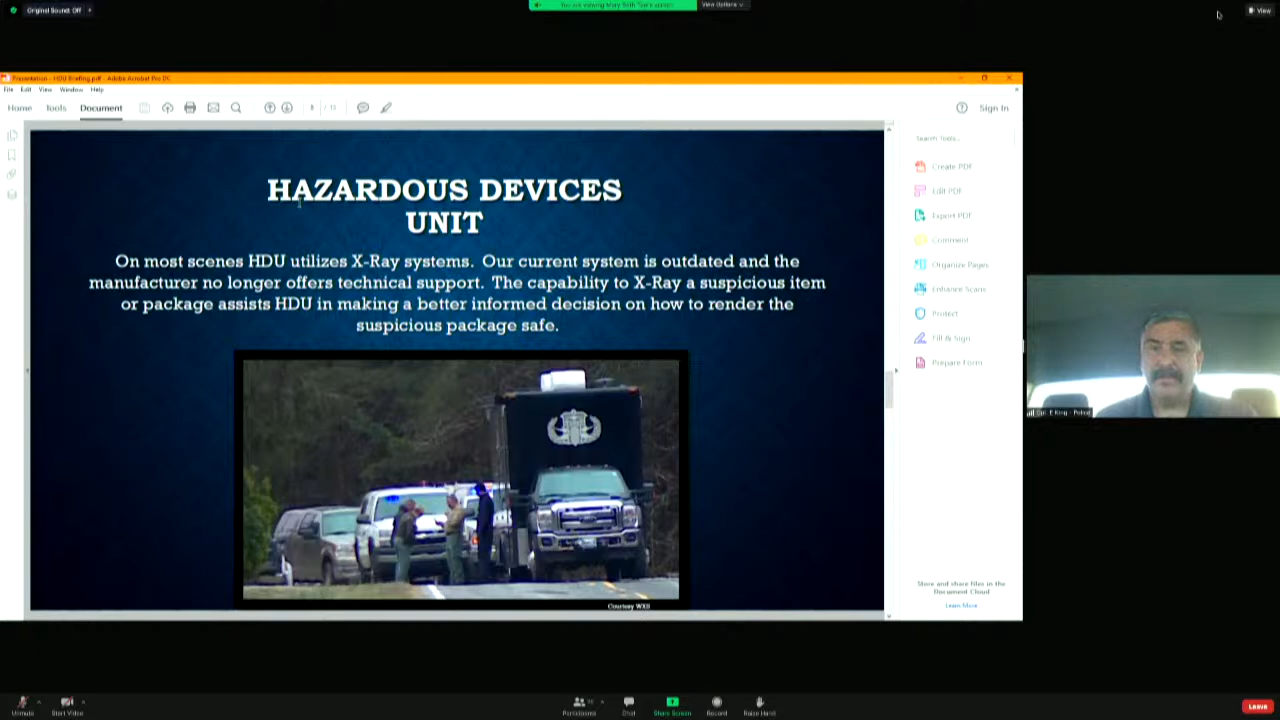 Original Sound: Off
You are viewing Mary Beth Toole's screen
View Options
View
Presentation - HDU Briefing.pdf - Adobe Acrobat Pro DC
File Edit View Window Help
Home Tools Document
8 / 13
Sign In
HAZARDOUS DEVICES
UNIT
On most scenes HDU utilizes X-Ray systems. Our current system is outdated and the
manufacturer no longer offers technical support. The capability to X-Ray a suspicious item
or package assists HDU in making a better informed decision on how to render the
suspicious package safe.
Courtesy WXII
Search Tools...
Create PDF
Edit PDF
Export PDF
Comment
Organize Pages
Enhance Scans
Protect
Fill & Sign
Prepare Form
Store and share files in the
Document Cloud
Learn More
E King - Police
Unmute
Start Video
Participants
Chat
Share Screen
Record
Raise Hand
Leave